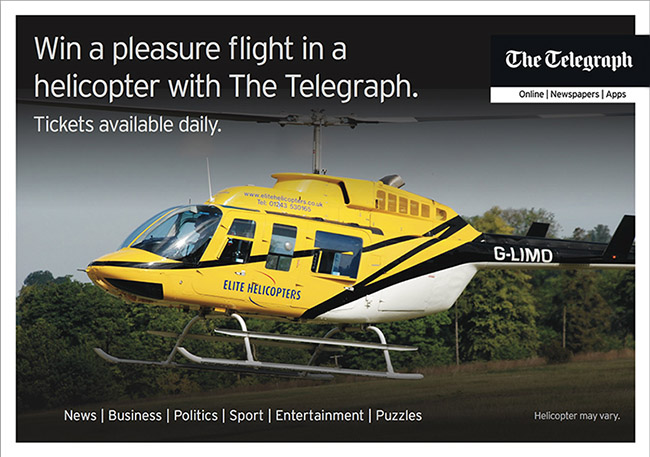 Win a pleasure flight in a
helicopter with The Telegraph.
Tickets available daily.
The Telegraph
Online | Newspapers | Apps
www.elitehelicopters.co.uk
Tel: 01243 530165
G-LIMO
ELITE HELICOPTERS
News | Business | Politics | Sport | Entertainment | Puzzles
Helicopter may vary.